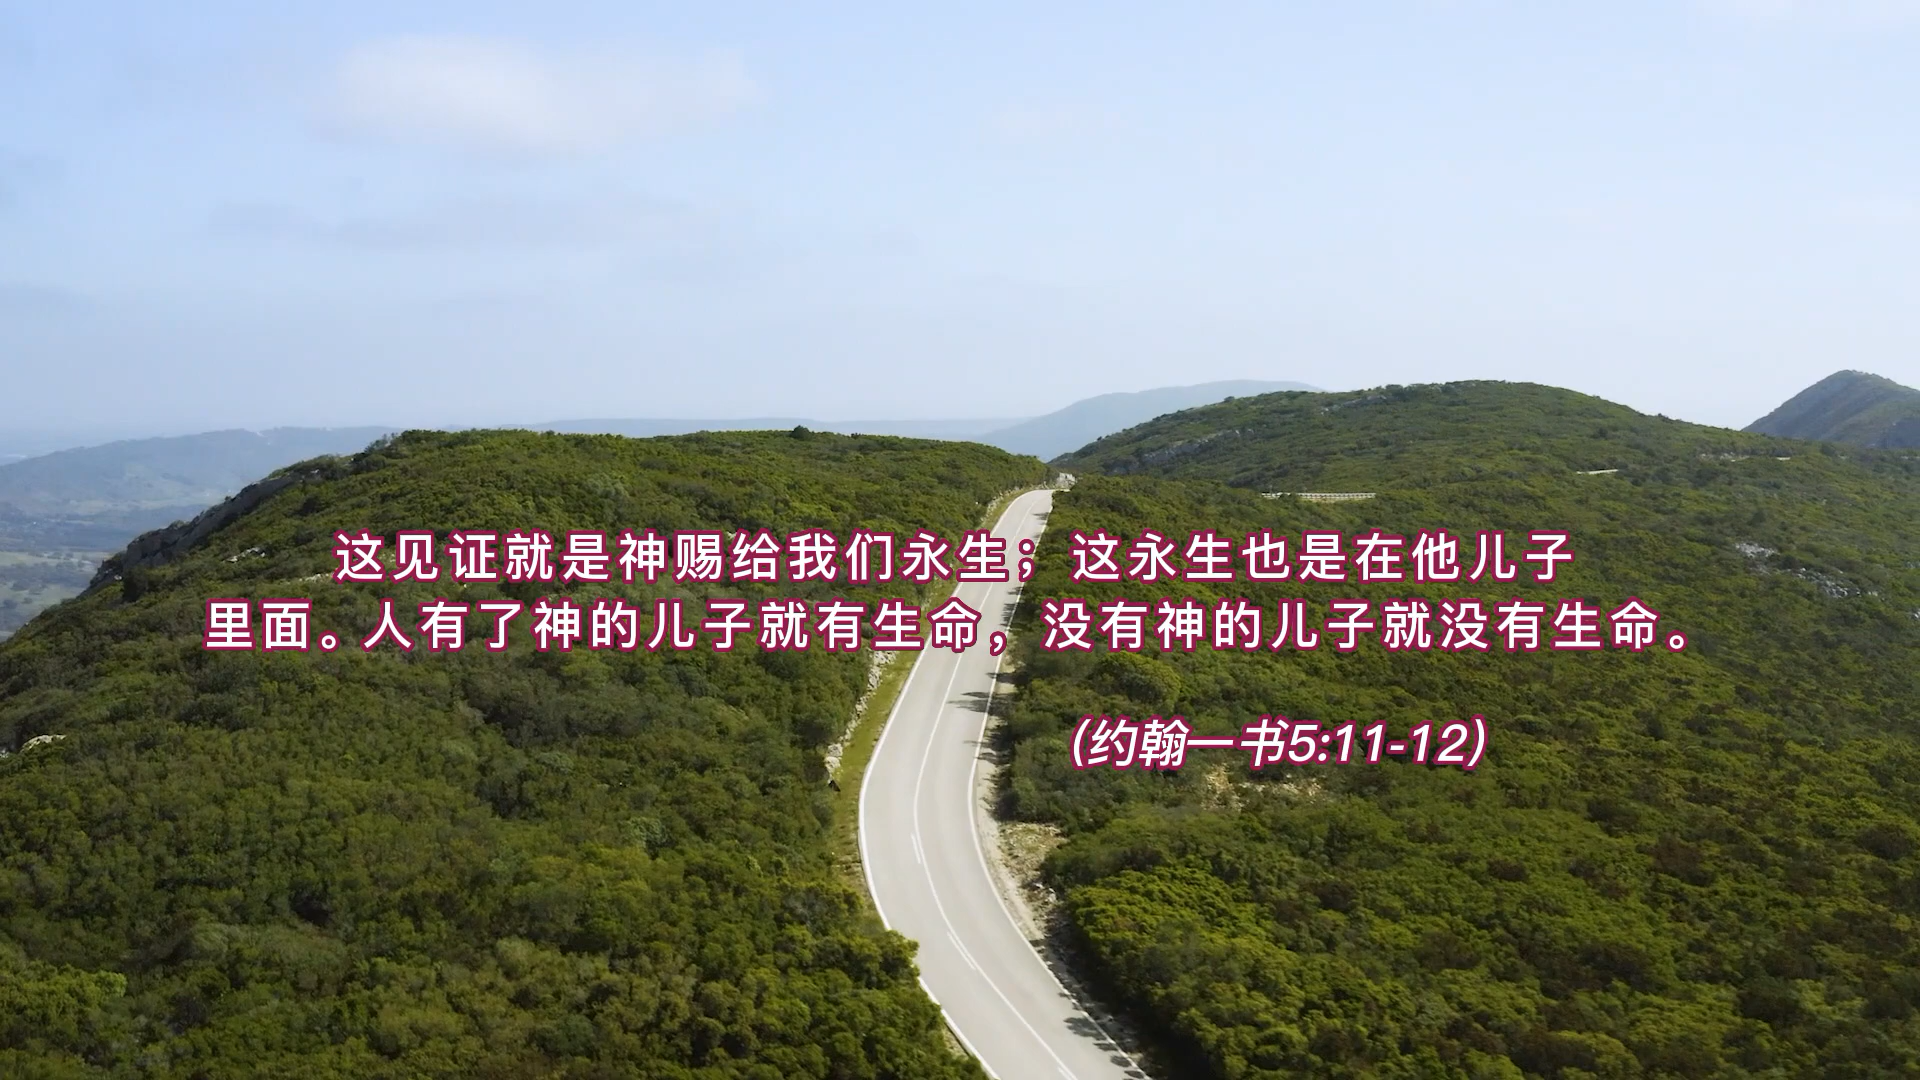 这见证就是神赐给我们永生；这永生也是在他儿子
里面。人有了神的儿子就有生命，没有神的儿子就没有生命。
(约翰一书5:11-12)